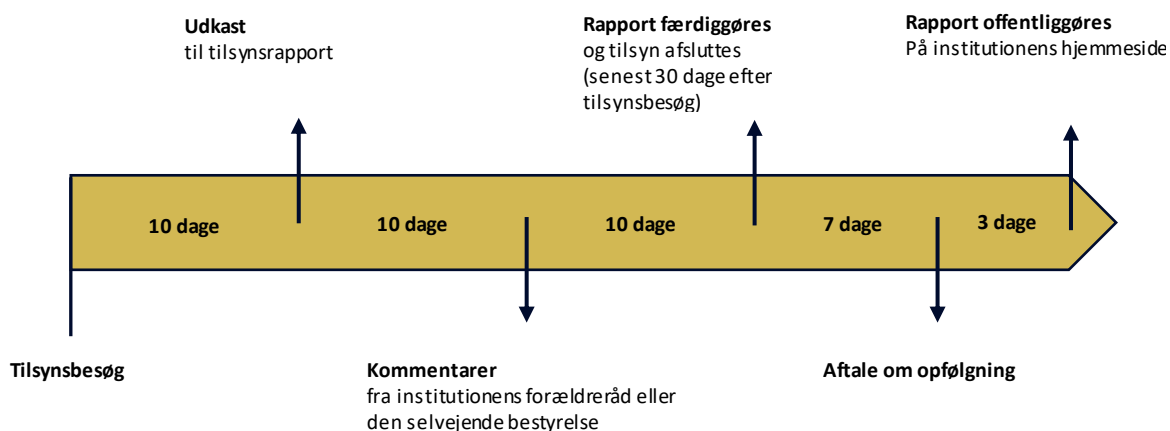 Udkast
til tilsynsrapport
Rapport færdiggøres
og tilsyn afsluttes
(senest 30 dage efter
tilsynsbesøg)
Rapport offentliggøres
På institutionens hjemmeside
10 dage
10 dage
10 dage
7 dage
3 dage
Tilsynsbesøg
Kommentarer
fra institutionens forældreråd eller
den selvejende bestyrelse
Aftale om opfølgning